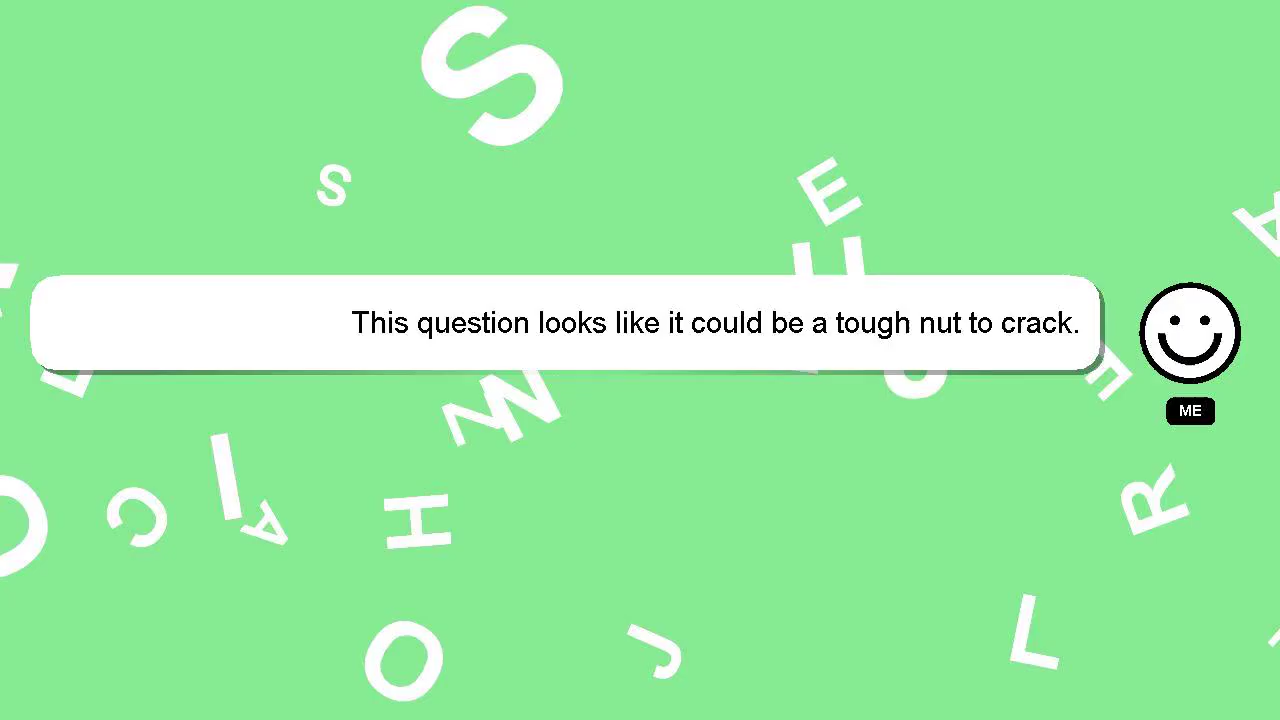 S
S
E
A
This question looks like it could be a tough nut to crack.
ME
E
N
N
I
C
A
H
R
O
O
J
L